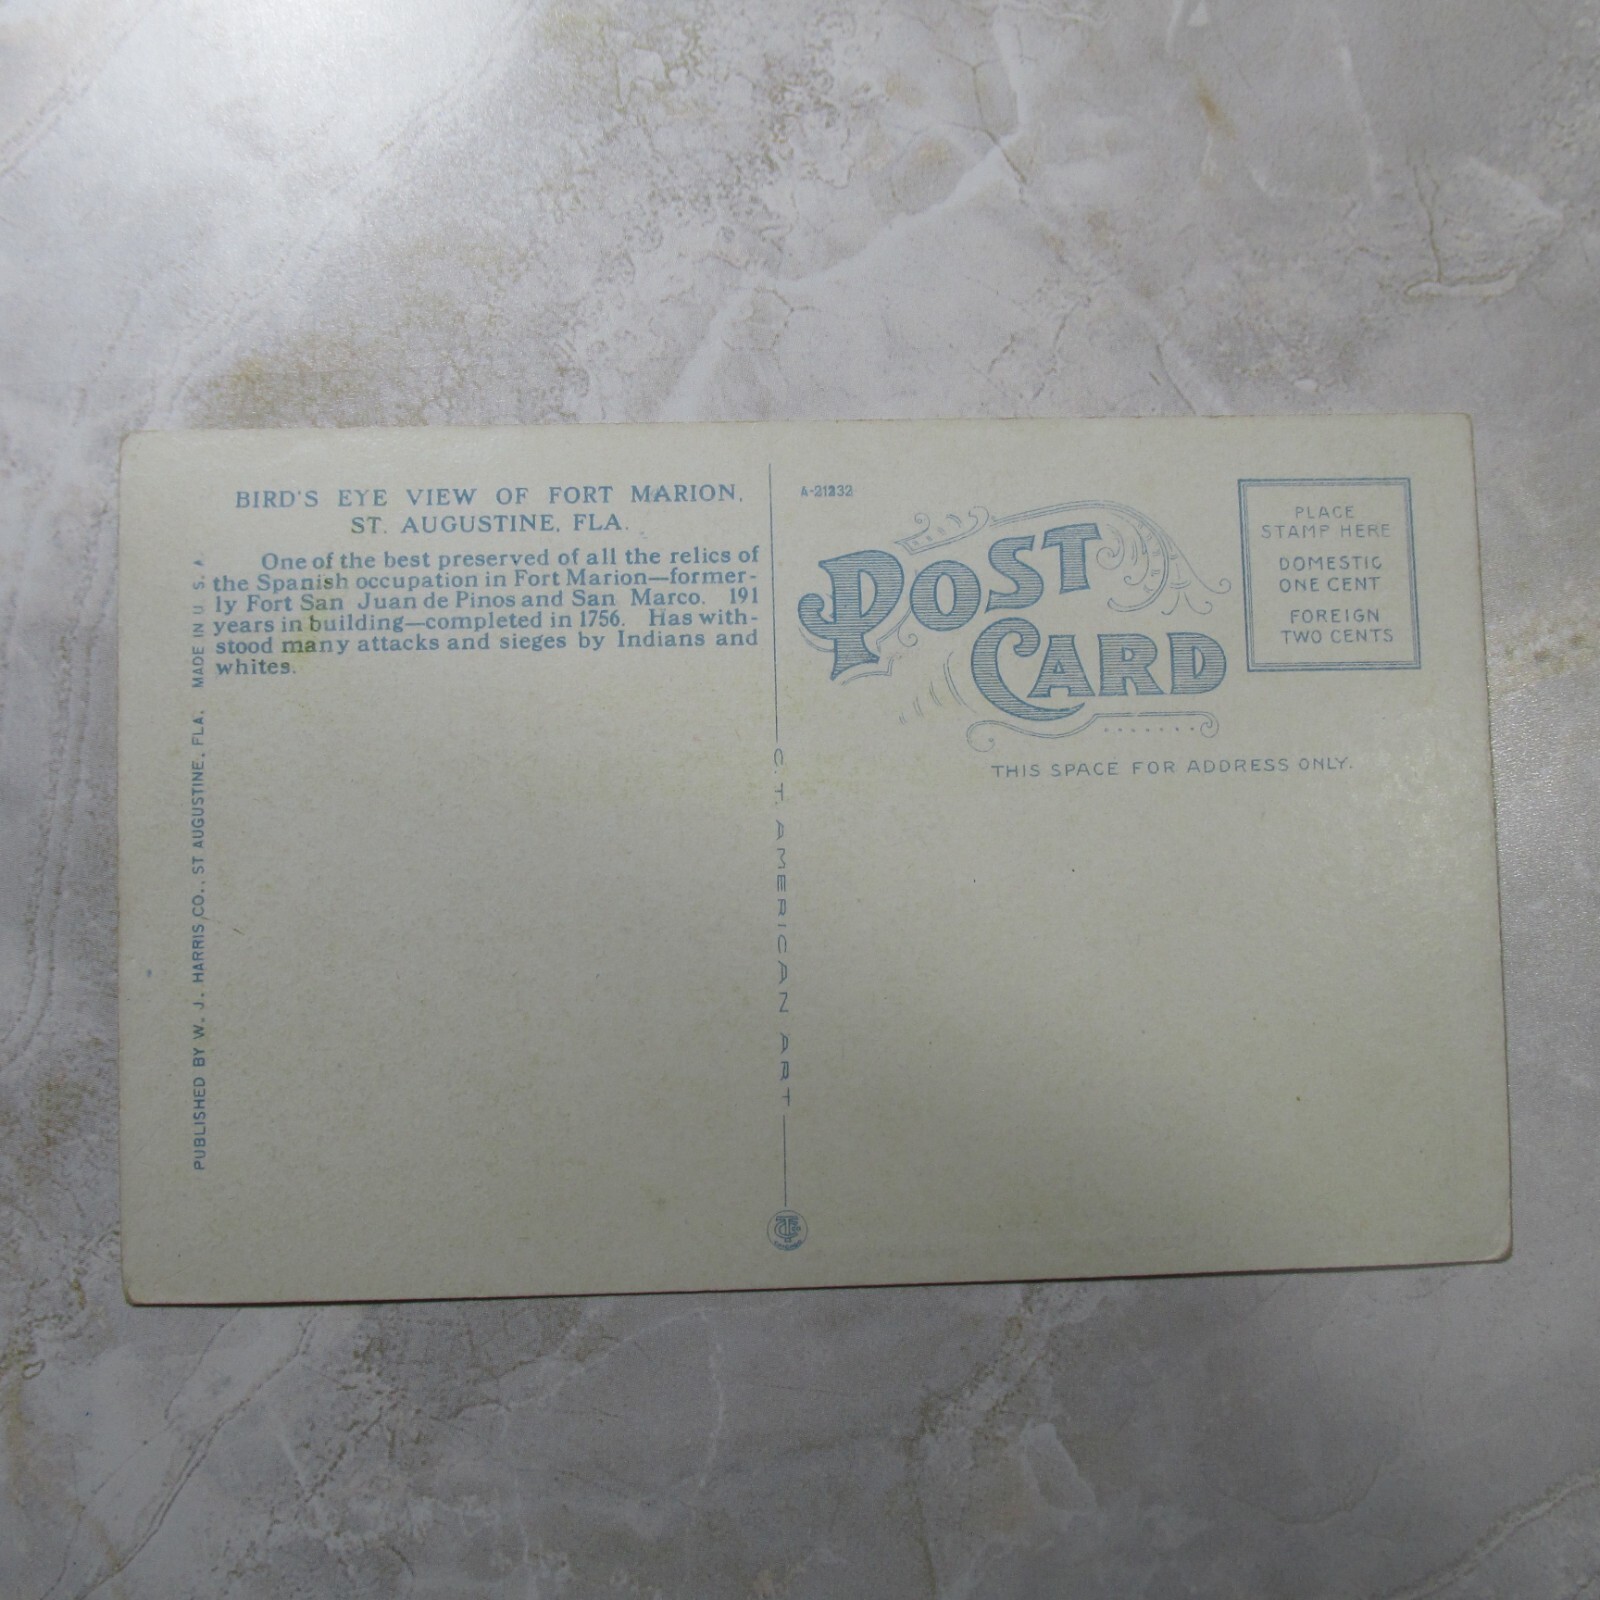 BIRD'S EYE VIEW OF FORT MARION,
ST. AUGUSTINE, FLA.
One of the best preserved of all the relics of
the Spanish occupation in Fort Marion—former-
ly Fort San Juan de Pinos and San Marco. 191
years in building—completed in 1756. Has with-
stood many attacks and sieges by Indians and
whites.
PUBLISHED BY W. J. HARRIS CO., ST AUGUSTINE, FLA. MADE IN U. S. A
C. T. AMERICAN ART
A-21232
POST
CARD
THIS SPACE FOR ADDRESS ONLY.
PLACE
STAMP HERE
DOMESTIC
ONE CENT
FOREIGN
TWO CENTS